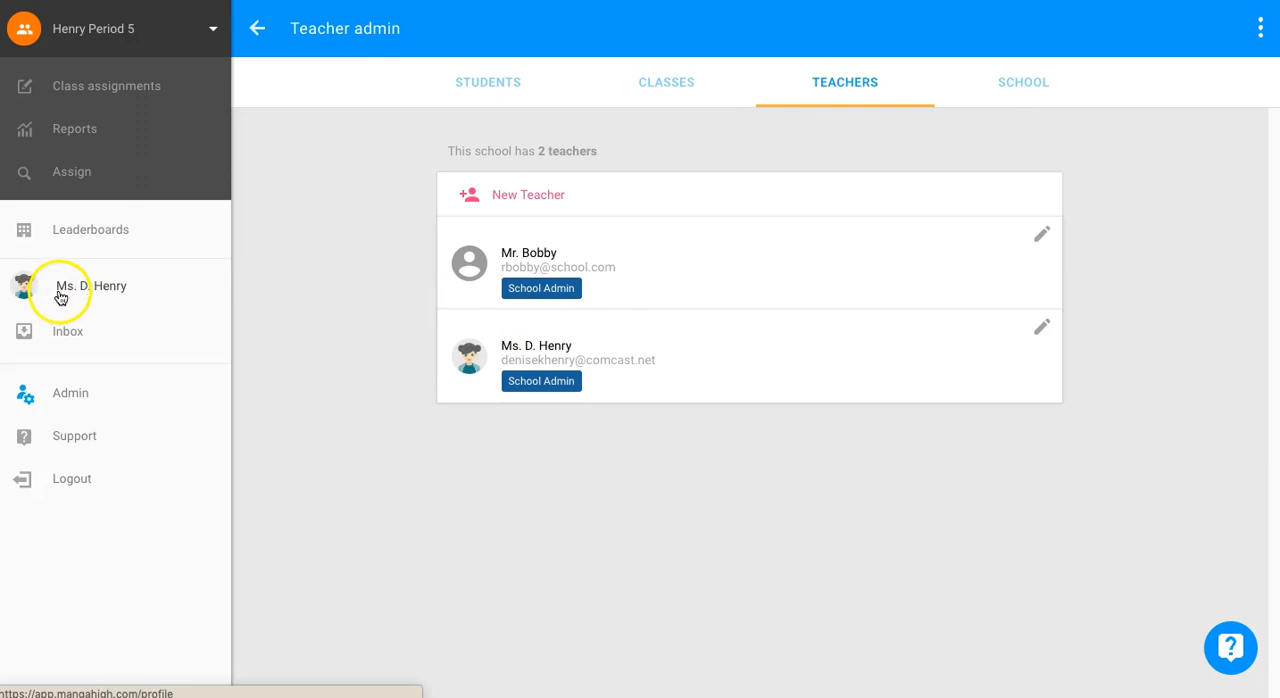 Henry Period 5
Teacher admin
Class assignments
Reports
Assign
Leaderboards
Ms. D. Henry
Inbox
Admin
Support
Logout
STUDENTS
CLASSES
TEACHERS
SCHOOL
This school has 2 teachers
New Teacher
Mr. Bobby
rbobby@school.com
School Admin
Ms. D. Henry
denisekhenry@comcast.net
School Admin
https://app.mangahigh.com/profile